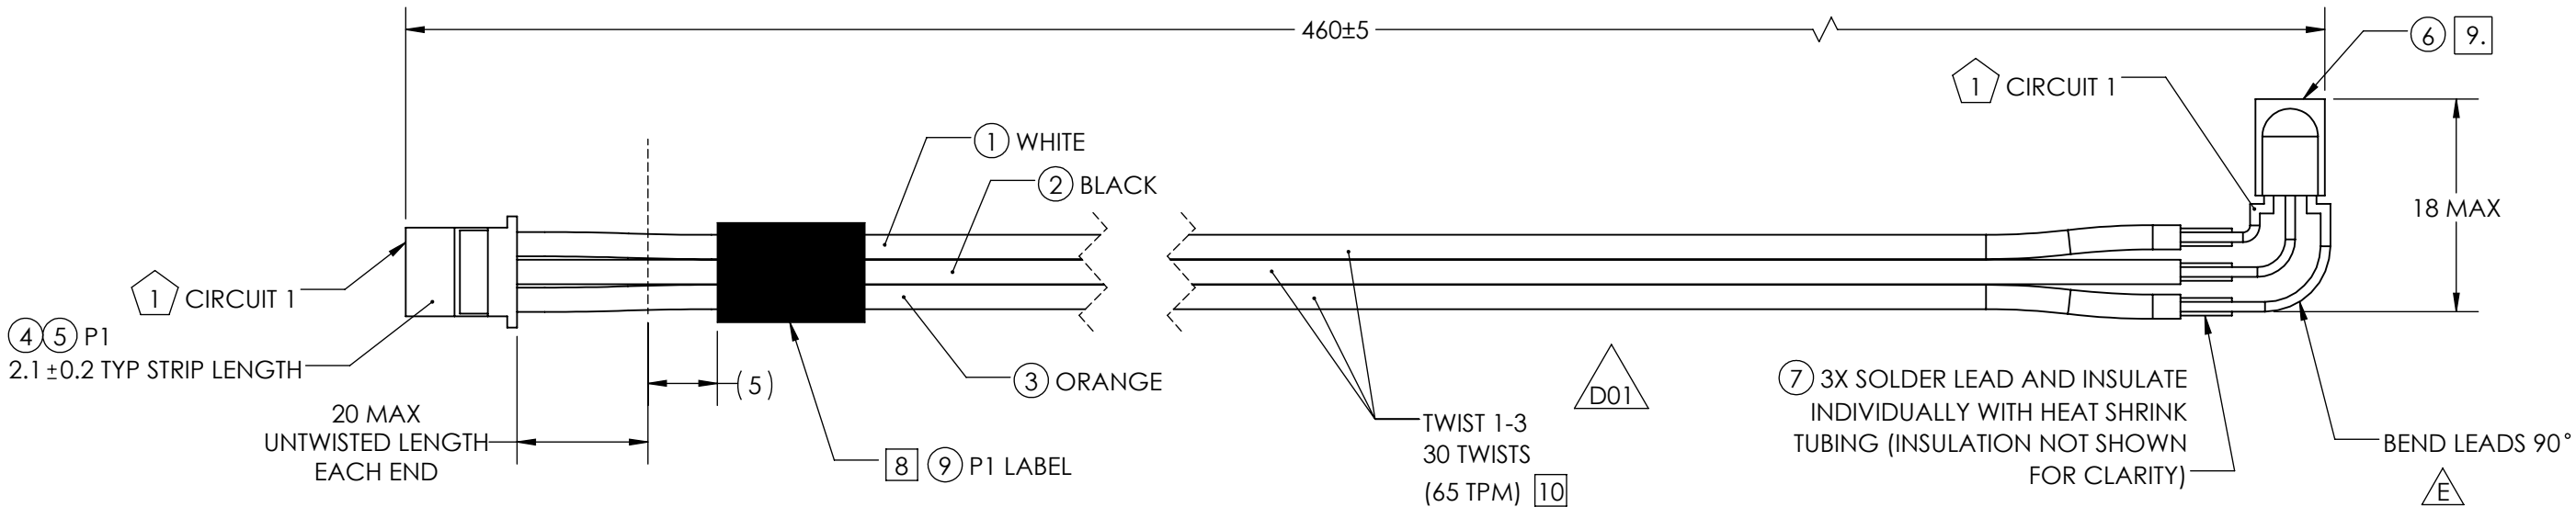 460±5
6 9.
1 CIRCUIT 1
1 WHITE
2 BLACK
18 MAX
1 CIRCUIT 1
4 5 P1
2.1±0.2 TYP STRIP LENGTH
(5)
3 ORANGE
20 MAX
UNTWISTED LENGTH
EACH END
8 9 P1 LABEL
TWIST 1-3
30 TWISTS
(65 TPM) 10
D01
7 3X SOLDER LEAD AND INSULATE
INDIVIDUALLY WITH HEAT SHRINK
TUBING (INSULATION NOT SHOWN
FOR CLARITY)
BEND LEADS 90°
E